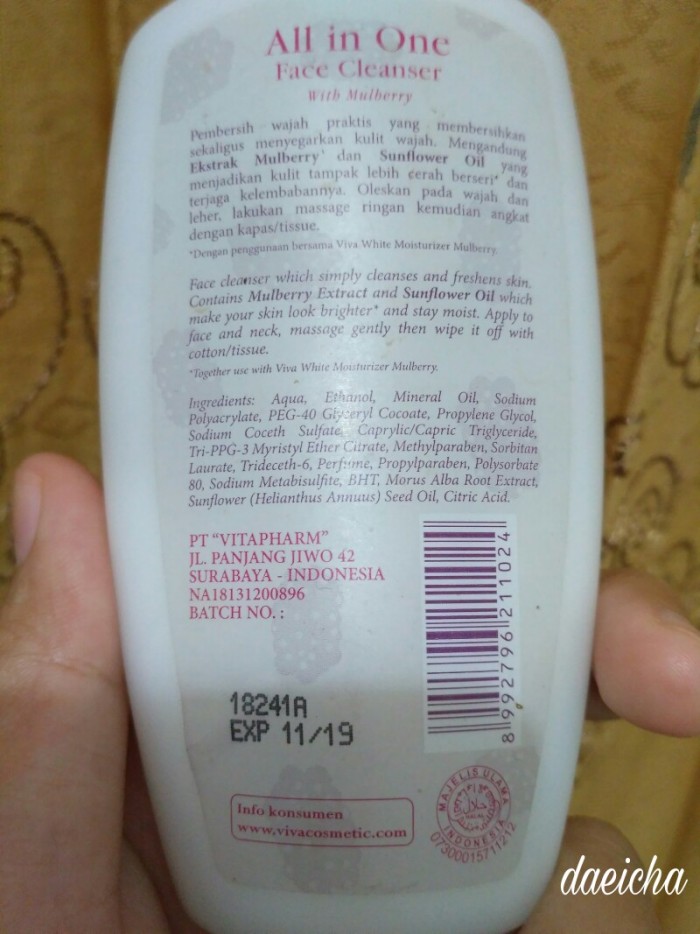 All in One
Face Cleanser
With Mulberry
Pembersih wajah praktis yang membersihkan
sekaligus menyegarkan kulit wajah. Mengandung
Ekstrak Mulberry* dan Sunflower Oil yang
menjadikan kulit tampak lebih cerah berseri* dan
terjaga kelembabannya. Oleskan pada wajah dan
leher, lakukan massage ringan kemudian angkat
dengan kapas/tissue.
*Dengan penggunaan bersama Viva White Moisturizer Mulberry.
Face cleanser which simply cleanses and freshens skin.
Contains Mulberry Extract and Sunflower Oil which
make your skin look brighter* and stay moist. Apply to
face and neck, massage gently then wipe it off with
cotton/tissue.
*Together use with Viva White Moisturizer Mulberry.
Ingredients: Aqua, Ethanol, Mineral Oil, Sodium
Polyacrylate, PEG-40 Glyceryl Cocoate, Propylene Glycol,
Sodium Coceth Sulfate, Caprylic/Capric Triglyceride,
Tri-PPG-3 Myristyl Ether Citrate, Methylparaben, Sorbitan
Laurate, Trideceth-6, Perfume, Propylparaben, Polysorbate
80, Sodium Metabisulfite, BHT, Morus Alba Root Extract,
Sunflower (Helianthus Annuus) Seed Oil, Citric Acid.
PT "VITAPHARM"
JL. PANJANG JIWO 42
SURABAYA - INDONESIA
NA18131200896
BATCH NO. :
18241A
EXP 11/19
8 992796 211024
Info konsumen
www.vivacosmetic.com
MAJELIS ULAMA
حلال
INDONESIA
07300015711212
daeicha